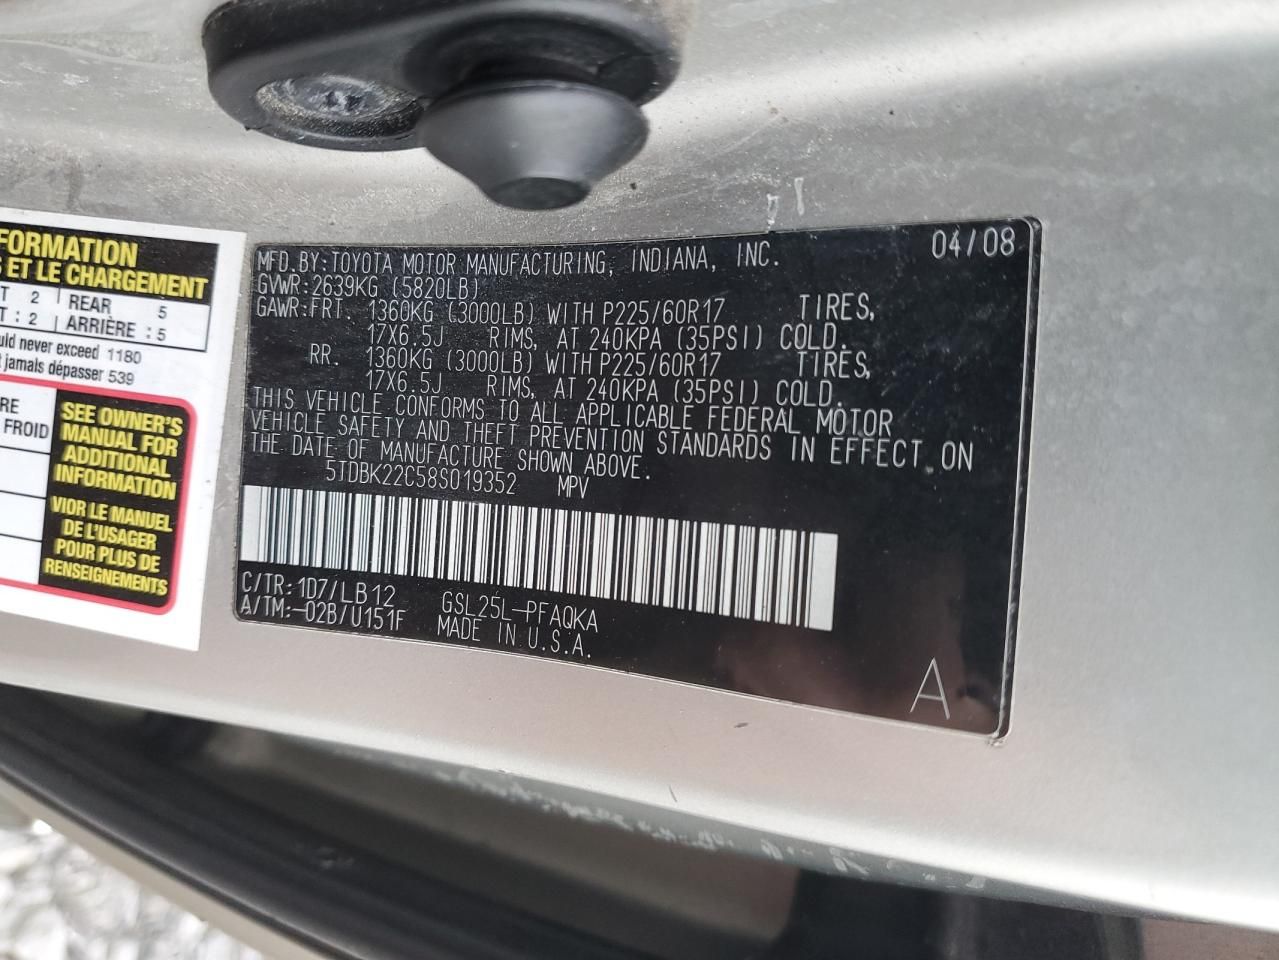 FORMATION
S ET LE CHARGEMENT
T 2 | REAR 5
T : 2 | ARRIÈRE : 5
uld never exceed 1180
t jamais dépasser 539
RE
FROID
SEE OWNER'S
MANUAL FOR
ADDITIONAL
INFORMATION
VOIR LE MANUEL
DE L'USAGER
POUR PLUS DE
RENSEIGNEMENTS
MFD.BY:TOYOTA MOTOR MANUFACTURING, INDIANA, INC. 04/08
GVWR:2639KG (5820LB)
GAWR:FRT. 1360KG (3000LB) WITH P225/60R17 TIRES,
17X6.5J RIMS, AT 240KPA (35PSI) COLD.
RR. 1360KG (3000LB) WITH P225/60R17 TIRES,
17X6.5J RIMS, AT 240KPA (35PSI) COLD.
THIS VEHICLE CONFORMS TO ALL APPLICABLE FEDERAL MOTOR
VEHICLE SAFETY AND THEFT PREVENTION STANDARDS IN EFFECT ON
THE DATE OF MANUFACTURE SHOWN ABOVE.
5TDBK22C58S019352 MPV
C/TR:1D7/LB12 GSL25L-PFAQKA
A/TM:-02B/U151F MADE IN U.S.A.
A